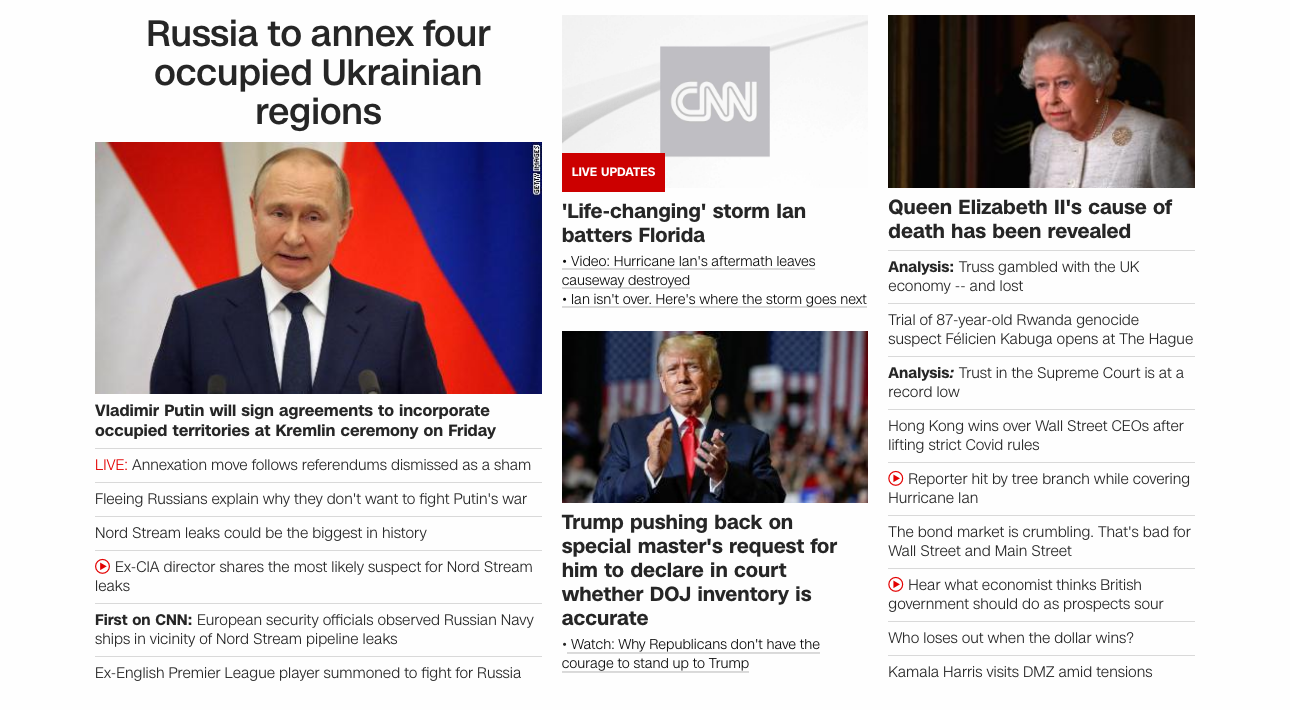 Russia to annex four
occupied Ukrainian
regions
GETTY IMAGES
Vladimir Putin will sign agreements to incorporate
occupied territories at Kremlin ceremony on Friday
LIVE: Annexation move follows referendums dismissed as a sham
Fleeing Russians explain why they don't want to fight Putin's war
Nord Stream leaks could be the biggest in history
Ex-CIA director shares the most likely suspect for Nord Stream
leaks
First on CNN: European security officials observed Russian Navy
ships in vicinity of Nord Stream pipeline leaks
Ex-English Premier League player summoned to fight for Russia
CNN
LIVE UPDATES
'Life-changing' storm Ian
batters Florida
• Video: Hurricane Ian's aftermath leaves
causeway destroyed
• Ian isn't over. Here's where the storm goes next
Trump pushing back on
special master's request for
him to declare in court
whether DOJ inventory is
accurate
• Watch: Why Republicans don't have the
courage to stand up to Trump
Queen Elizabeth II's cause of
death has been revealed
Analysis: Truss gambled with the UK
economy -- and lost
Trial of 87-year-old Rwanda genocide
suspect Félicien Kabuga opens at The Hague
Analysis: Trust in the Supreme Court is at a
record low
Hong Kong wins over Wall Street CEOs after
lifting strict Covid rules
Reporter hit by tree branch while covering
Hurricane Ian
The bond market is crumbling. That's bad for
Wall Street and Main Street
Hear what economist thinks British
government should do as prospects sour
Who loses out when the dollar wins?
Kamala Harris visits DMZ amid tensions